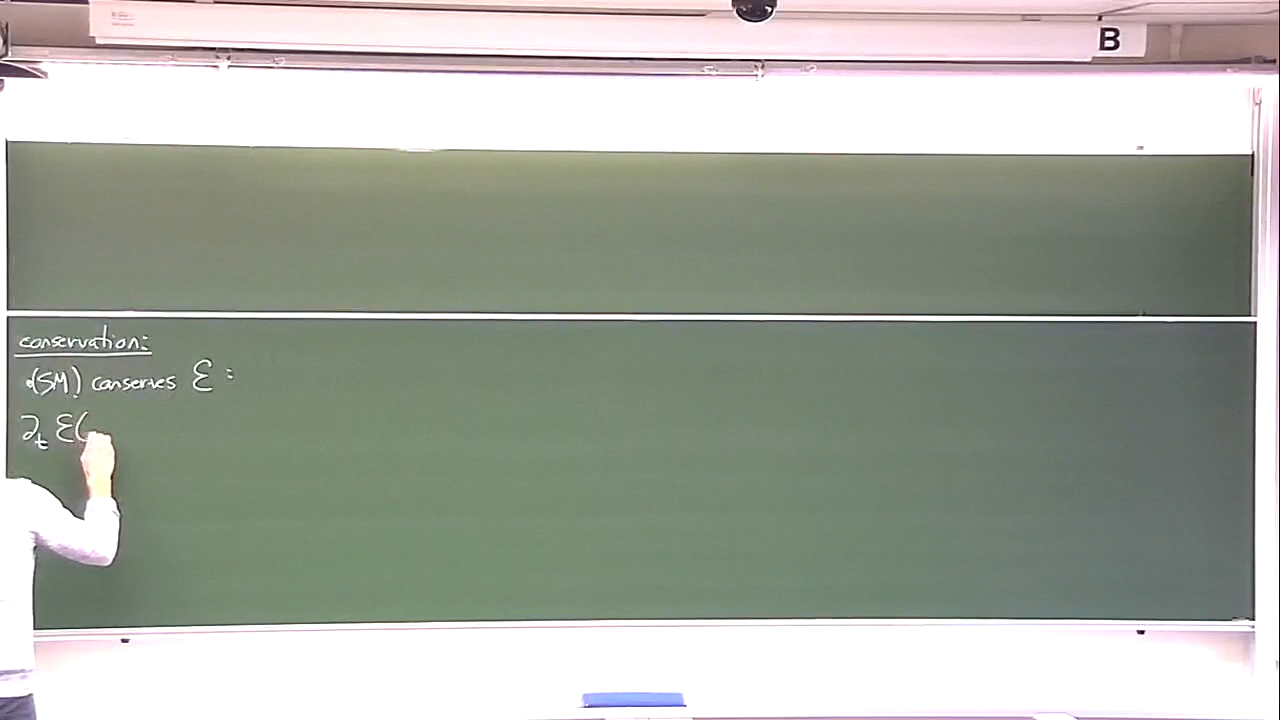 B
conservation:
•(SM) conserves ℰ :
∂ₜ ℰ(